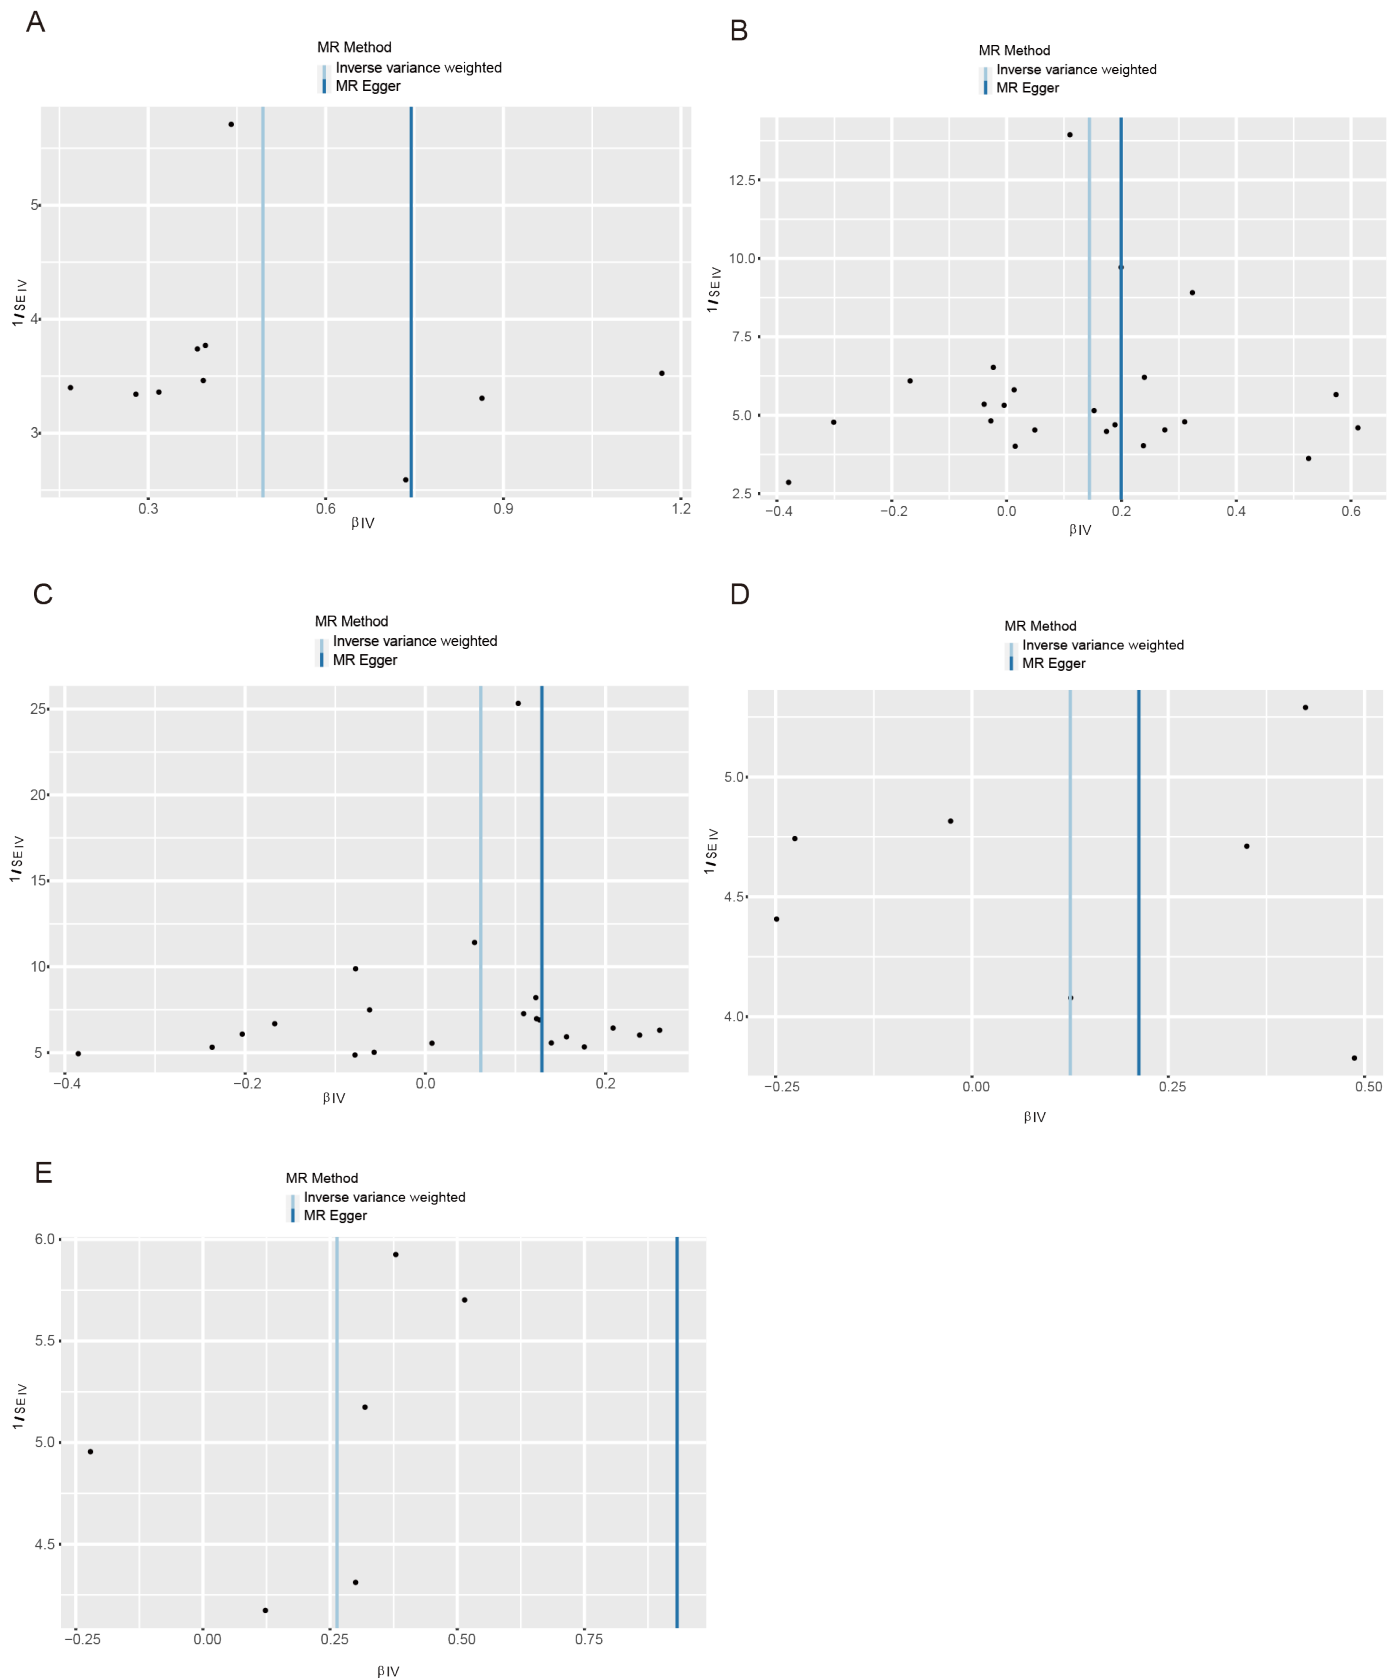 A
MR Method
Inverse variance weighted
MR Egger
5
4
3
1/SE IV
0.3 0.6 0.9 1.2
βIV
B
MR Method
Inverse variance weighted
MR Egger
12.5
10.0
7.5
5.0
2.5
1/SE IV
−0.4 −0.2 0.0 0.2 0.4 0.6
βIV
C
MR Method
Inverse variance weighted
MR Egger
25
20
15
10
5
1/SE IV
−0.4 −0.2 0.0 0.2
βIV
D
MR Method
Inverse variance weighted
MR Egger
5.0
4.5
4.0
1/SE IV
−0.25 0.00 0.25 0.50
βIV
E
MR Method
Inverse variance weighted
MR Egger
6.0
5.5
5.0
4.5
1/SE IV
−0.25 0.00 0.25 0.50 0.75
βIV